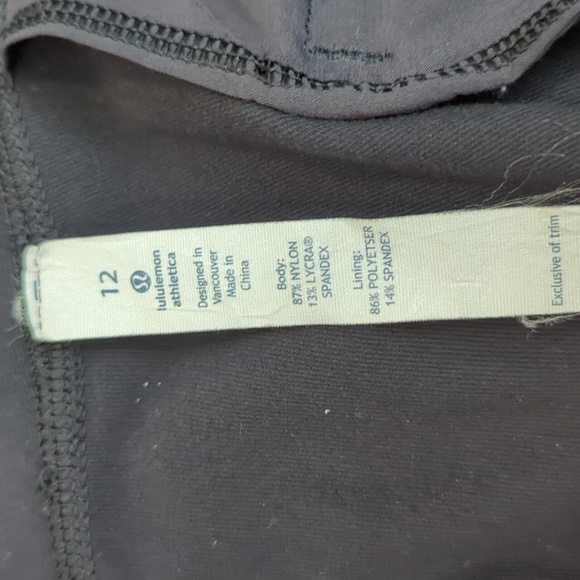 12
lululemon
athletica
Designed in
Vancouver
Made in
China
Body:
87% NYLON
13% LYCRA®
SPANDEX
Lining:
86% POLYETSER
14% SPANDEX
Exclusive of trim